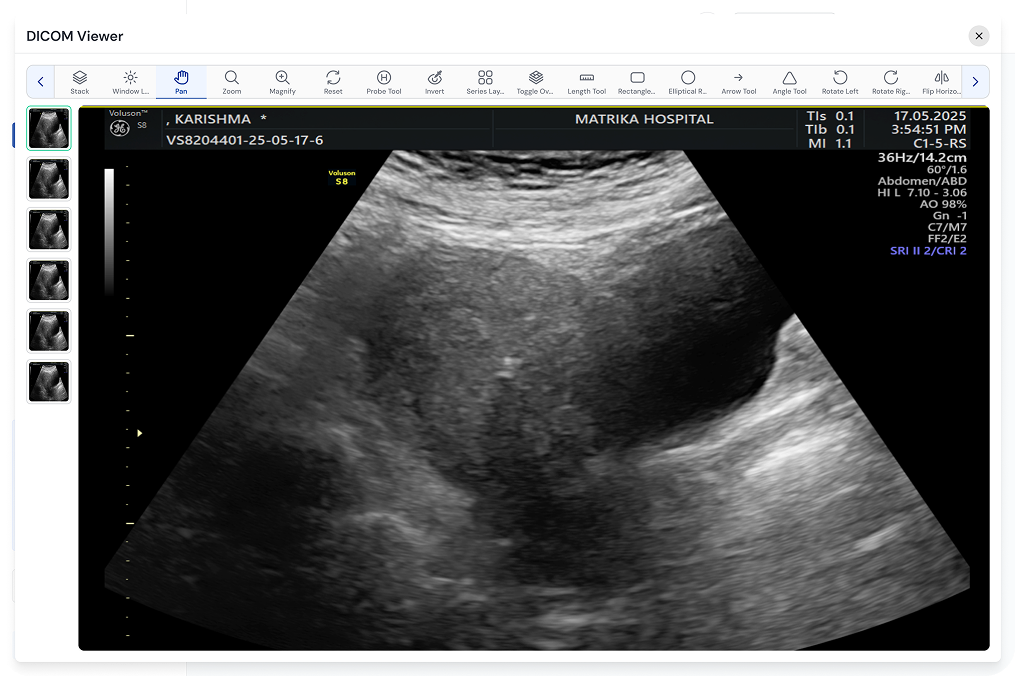 DICOM Viewer
Stack
Window L...
Pan
Zoom
Magnify
Reset
Probe Tool
Invert
Series Lay...
Toggle Ov...
Length Tool
Rectangle...
Elliptical R...
Arrow Tool
Angle Tool
Rotate Left
Rotate Rig...
Flip Horizo...
Voluson™
S8
, KARISHMA *
VS8204401-25-05-17-6
MATRIKA HOSPITAL
TIs 0.1
TIb 0.1
MI 1.1
17.05.2025
3:54:51 PM
C1-5-RS
36Hz/14.2cm
60°/1.6
Abdomen/ABD
HI L 7.10 - 3.06
AO 98%
Gn -1
C7/M7
FF2/E2
SRI II 2/CRI 2
Voluson
S8